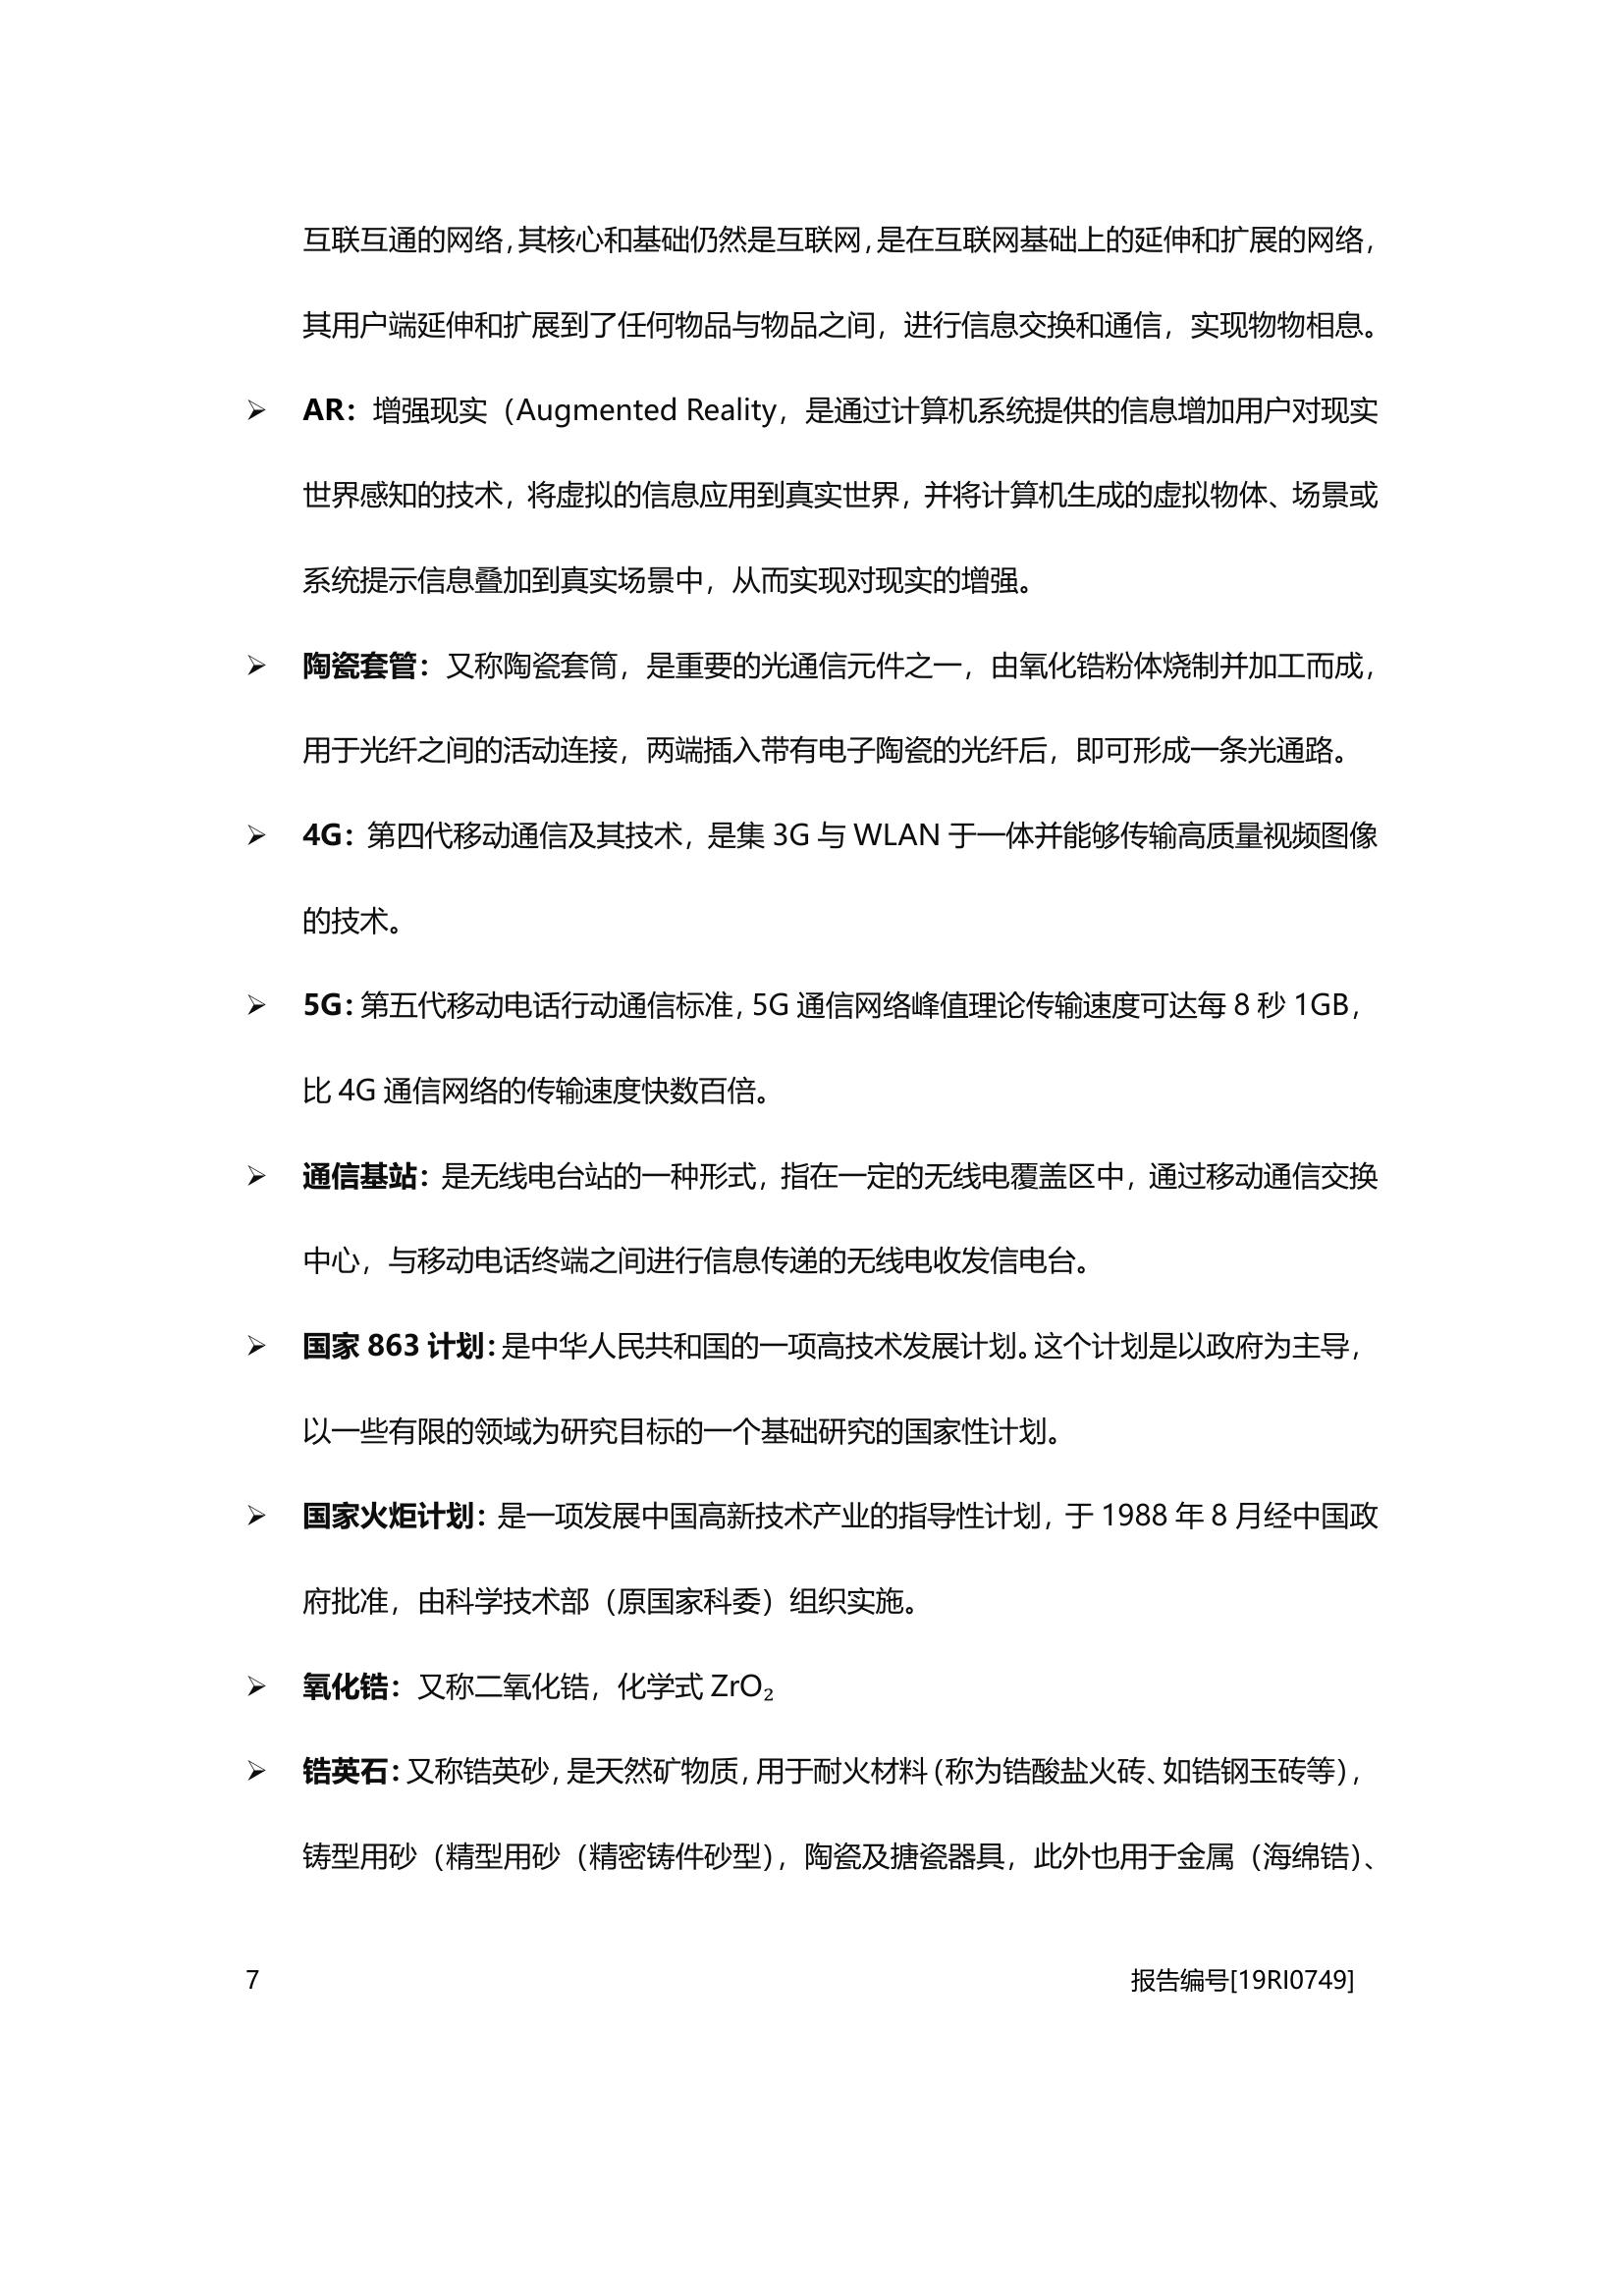 互联互通的网络，其核心和基础仍然是互联网，是在互联网基础上的延伸和扩展的网络，
其用户端延伸和扩展到了任何物品与物品之间，进行信息交换和通信，实现物物相息。
➢ AR：增强现实（Augmented Reality，是通过计算机系统提供的信息增加用户对现实
世界感知的技术，将虚拟的信息应用到真实世界，并将计算机生成的虚拟物体、场景或
系统提示信息叠加到真实场景中，从而实现对现实的增强。
➢ 陶瓷套管：又称陶瓷套筒，是重要的光通信元件之一，由氧化锆粉体烧制并加工而成，
用于光纤之间的活动连接，两端插入带有电子陶瓷的光纤后，即可形成一条光通路。
➢ 4G：第四代移动通信及其技术，是集 3G 与 WLAN 于一体并能够传输高质量视频图像
的技术。
➢ 5G：第五代移动电话行动通信标准，5G 通信网络峰值理论传输速度可达每 8 秒 1GB，
比 4G 通信网络的传输速度快数百倍。
➢ 通信基站：是无线电台站的一种形式，指在一定的无线电覆盖区中，通过移动通信交换
中心，与移动电话终端之间进行信息传递的无线电收发信电台。
➢ 国家 863 计划：是中华人民共和国的一项高技术发展计划。这个计划是以政府为主导，
以一些有限的领域为研究目标的一个基础研究的国家性计划。
➢ 国家火炬计划：是一项发展中国高新技术产业的指导性计划，于 1988 年 8 月经中国政
府批准，由科学技术部（原国家科委）组织实施。
➢ 氧化锆：又称二氧化锆，化学式 ZrO₂
➢ 锆英石：又称锆英砂，是天然矿物质，用于耐火材料（称为锆酸盐火砖、如锆钢玉砖等），
铸型用砂（精型用砂（精密铸件砂型），陶瓷及搪瓷器具，此外也用于金属（海绵锆）、
7 报告编号[19RI0749]